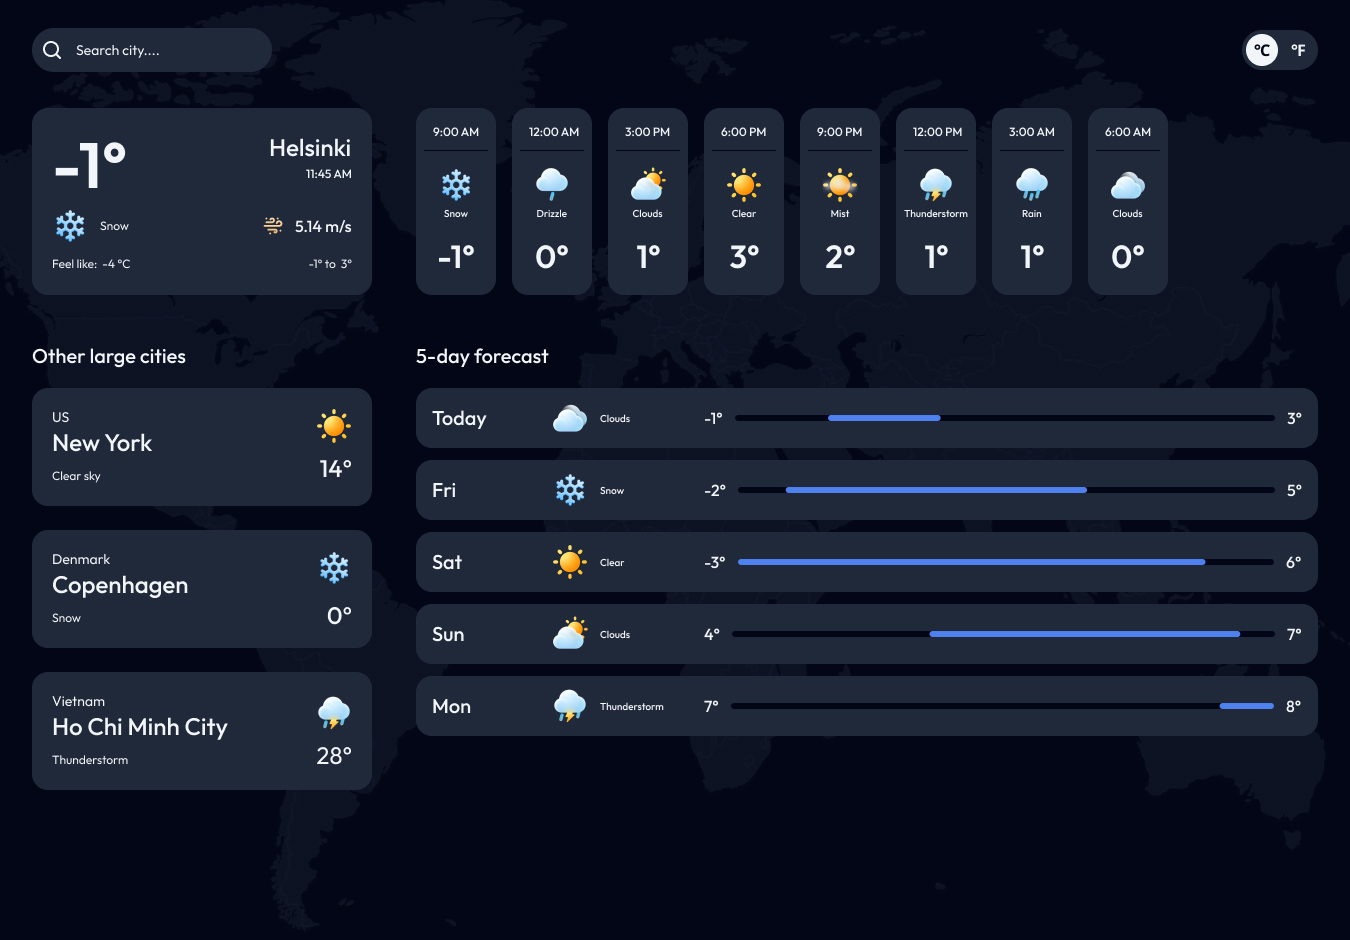 Search city....
°C °F
-1°
Helsinki
11:45 AM
Snow
5.14 m/s
Feel like: -4 °C
-1° to 3°
9:00 AM
Snow
-1°
12:00 AM
Drizzle
0°
3:00 PM
Clouds
1°
6:00 PM
Clear
3°
9:00 PM
Mist
2°
12:00 PM
Thunderstorm
1°
3:00 AM
Rain
1°
6:00 AM
Clouds
0°
Other large cities
US
New York
Clear sky
14°
Denmark
Copenhagen
Snow
0°
Vietnam
Ho Chi Minh City
Thunderstorm
28°
5-day forecast
Today Clouds -1° 3°
Fri Snow -2° 5°
Sat Clear -3° 6°
Sun Clouds 4° 7°
Mon Thunderstorm 7° 8°